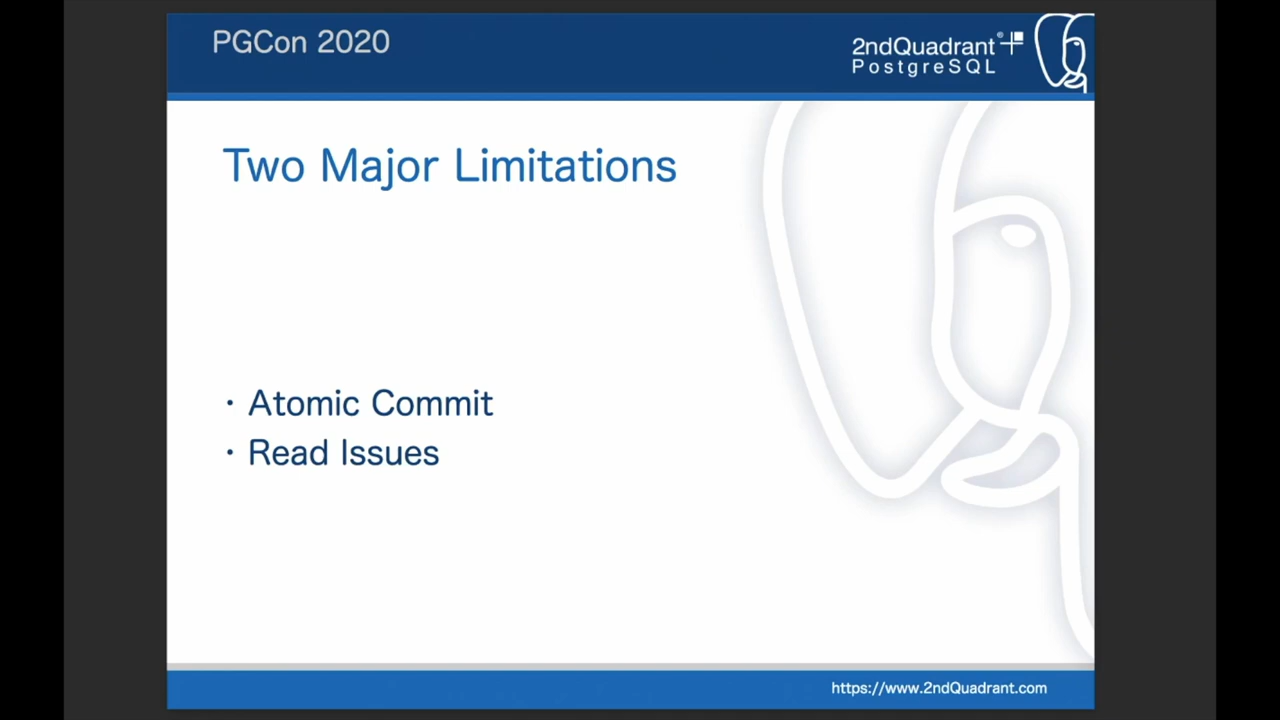 PGCon 2020
2ndQuadrant®
PostgreSQL
Two Major Limitations
· Atomic Commit
· Read Issues
https://www.2ndQuadrant.com